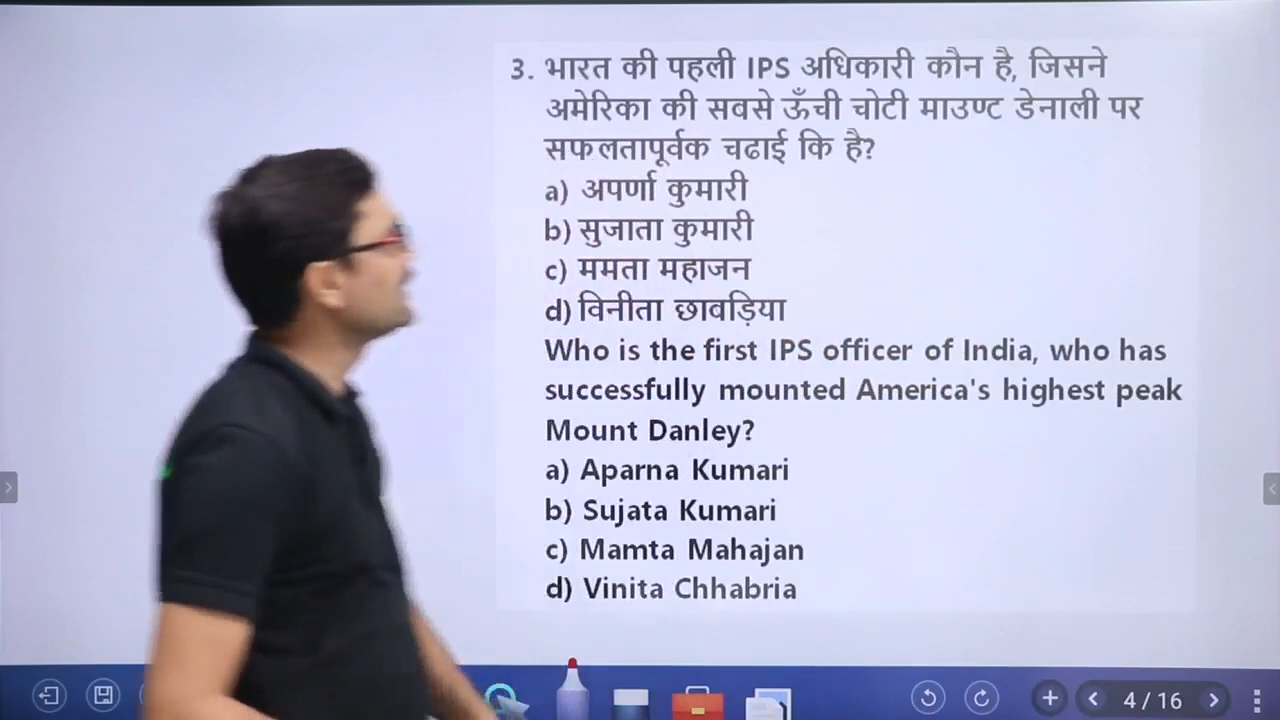 3. भारत की पहली IPS अधिकारी कौन है, जिसने
अमेरिका की सबसे ऊँची चोटी माउण्ट डेनाली पर
सफलतापूर्वक चढाई कि है?
a) अपर्णा कुमारी
b) सुजाता कुमारी
c) ममता महाजन
d) विनीता छावड़िया
Who is the first IPS officer of India, who has
successfully mounted America's highest peak
Mount Danley?
a) Aparna Kumari
b) Sujata Kumari
c) Mamta Mahajan
d) Vinita Chhabria
4 / 16